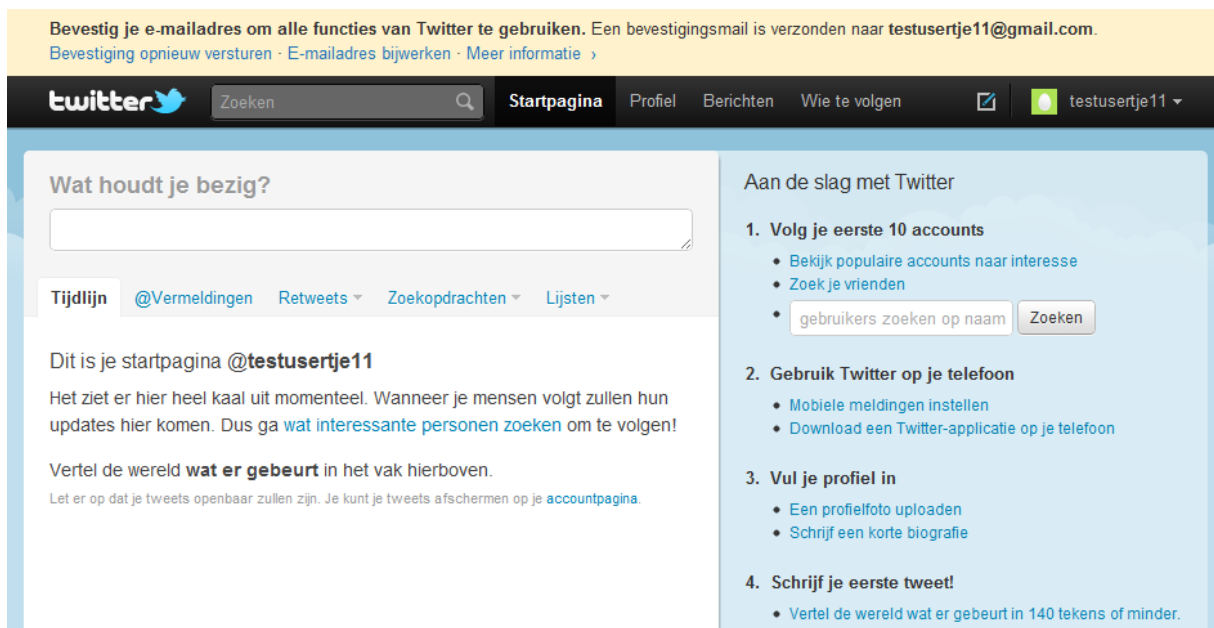 Bevestig je e-mailadres om alle functies van Twitter te gebruiken. Een bevestigingsmail is verzonden naar testusertje11@gmail.com.
Bevestiging opnieuw versturen · E-mailadres bijwerken · Meer informatie ›
twitter Zoeken Startpagina Profiel Berichten Wie te volgen testusertje11
Wat houdt je bezig?
Tijdlijn @Vermeldingen Retweets Zoekopdrachten Lijsten
Dit is je startpagina @testusertje11
Het ziet er hier heel kaal uit momenteel. Wanneer je mensen volgt zullen hun
updates hier komen. Dus ga wat interessante personen zoeken om te volgen!
Vertel de wereld wat er gebeurt in het vak hierboven.
Let er op dat je tweets openbaar zullen zijn. Je kunt je tweets afschermen op je accountpagina.
Aan de slag met Twitter
1. Volg je eerste 10 accounts
• Bekijk populaire accounts naar interesse
• Zoek je vrienden
• gebruikers zoeken op naam Zoeken
2. Gebruik Twitter op je telefoon
• Mobiele meldingen instellen
• Download een Twitter-applicatie op je telefoon
3. Vul je profiel in
• Een profielfoto uploaden
• Schrijf een korte biografie
4. Schrijf je eerste tweet!
• Vertel de wereld wat er gebeurt in 140 tekens of minder.